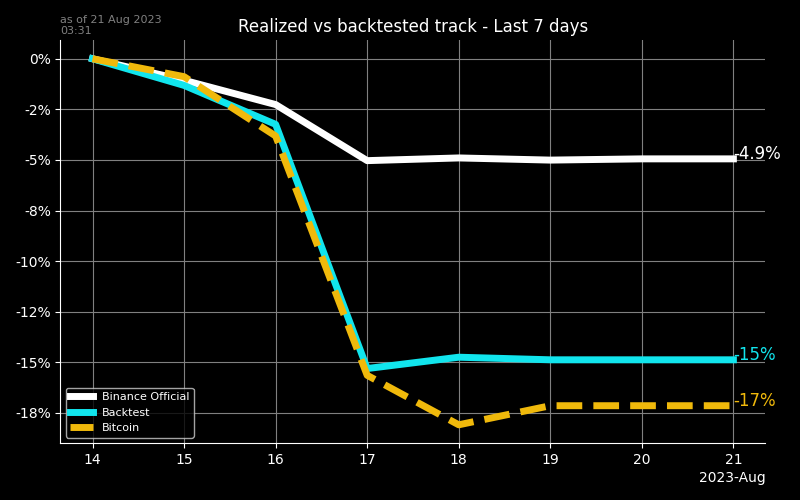 as of 21 Aug 2023
03:31
Realized vs backtested track - Last 7 days
0%
-2%
-5%
-8%
-10%
-12%
-15%
-18%
-4.9%
-15%
-17%
Binance Official
Backtest
Bitcoin
14 15 16 17 18 19 20 21
2023-Aug